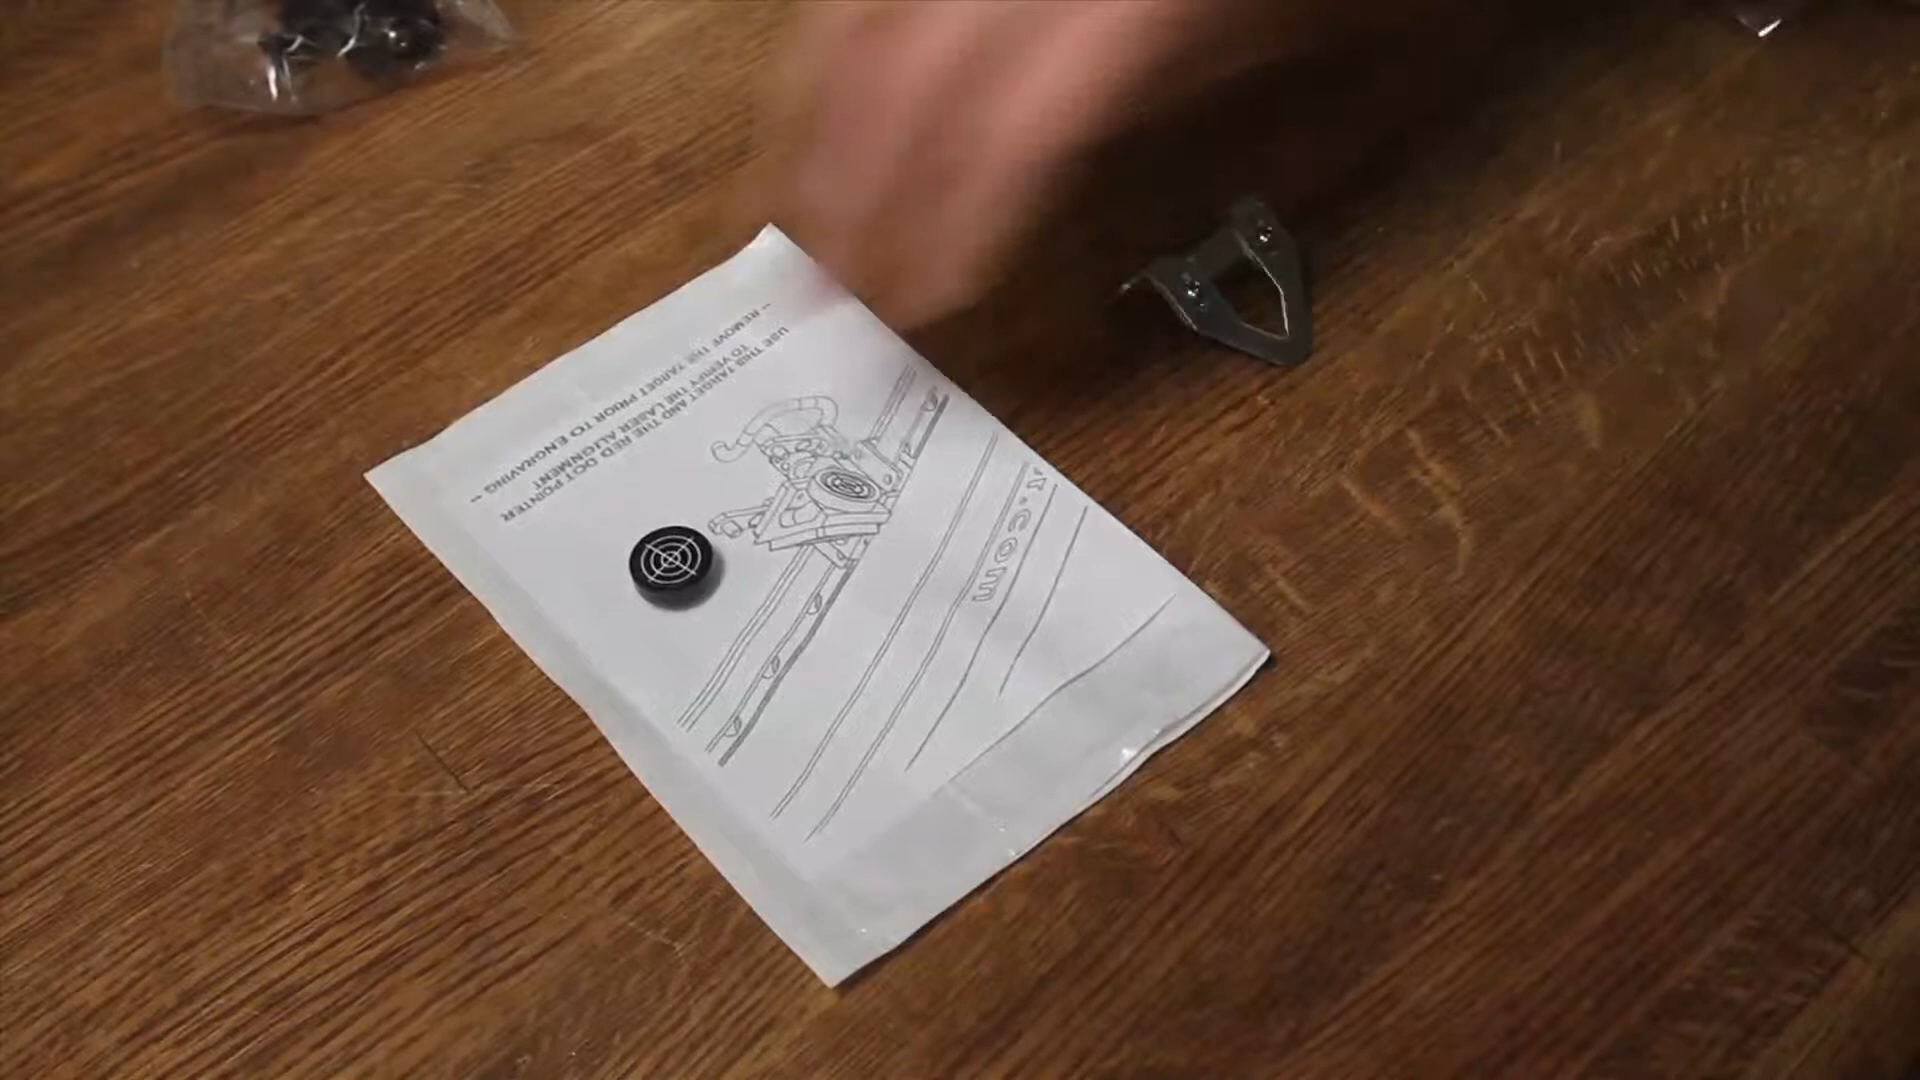 USE THIS TARGET AND THE RED DOT POINTER
TO VERIFY THE LASER ALIGNMENT
** REMOVE THE TARGET PRIOR TO ENGRAVING **
.com